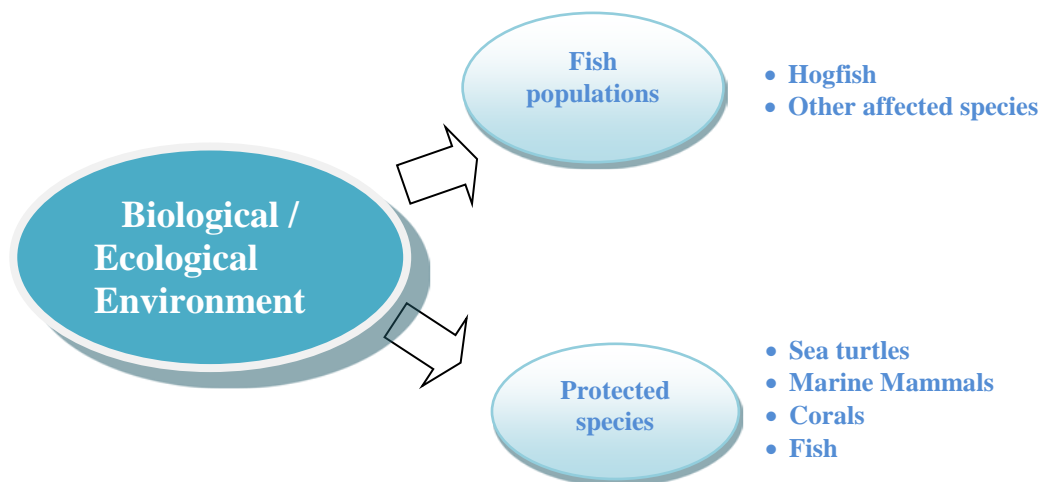 Biological /
Ecological
Environment
Fish
populations
• Hogfish
• Other affected species
Protected
species
• Sea turtles
• Marine Mammals
• Corals
• Fish